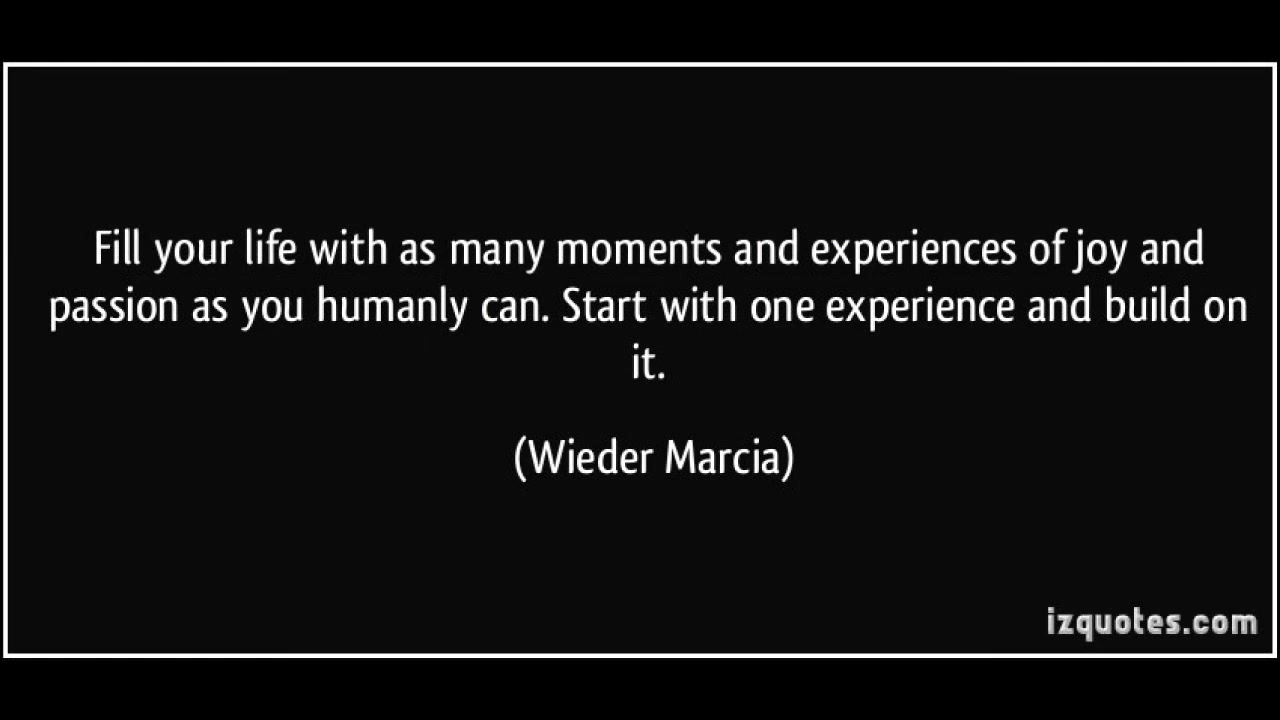 Fill your life with as many moments and experiences of joy and
passion as you humanly can. Start with one experience and build on
it.
(Wieder Marcia)
izquotes.com